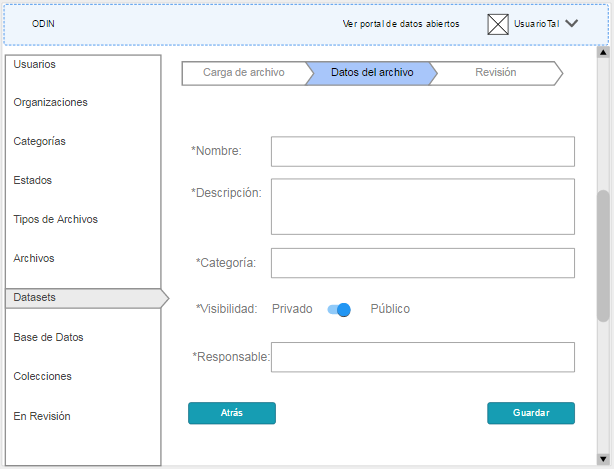 ODIN
Ver portal de datos abiertos
UsuarioTal
Usuarios
Organizaciones
Categorías
Estados
Tipos de Archivos
Archivos
Datasets
Base de Datos
Colecciones
En Revisión
Carga de archivo
Datos del archivo
Revisión
*Nombre:
*Descripción:
*Categoría:
*Visibilidad: Privado Público
*Responsable:
Atrás
Guardar